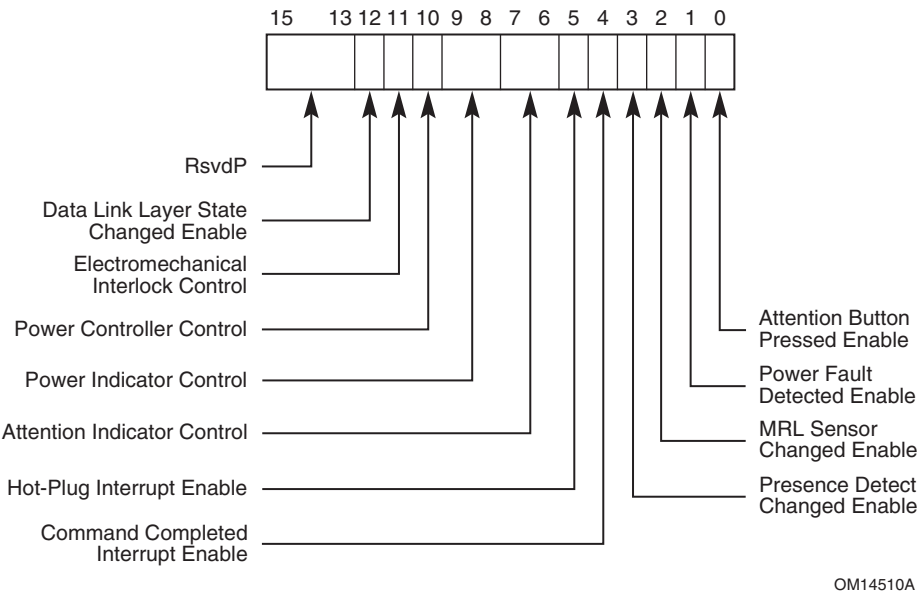 15 13 12 11 10 9 8 7 6 5 4 3 2 1 0
RsvdP
Data Link Layer State
Changed Enable
Electromechanical
Interlock Control
Power Controller Control
Power Indicator Control
Attention Indicator Control
Hot-Plug Interrupt Enable
Command Completed
Interrupt Enable
Attention Button
Pressed Enable
Power Fault
Detected Enable
MRL Sensor
Changed Enable
Presence Detect
Changed Enable
OM14510A